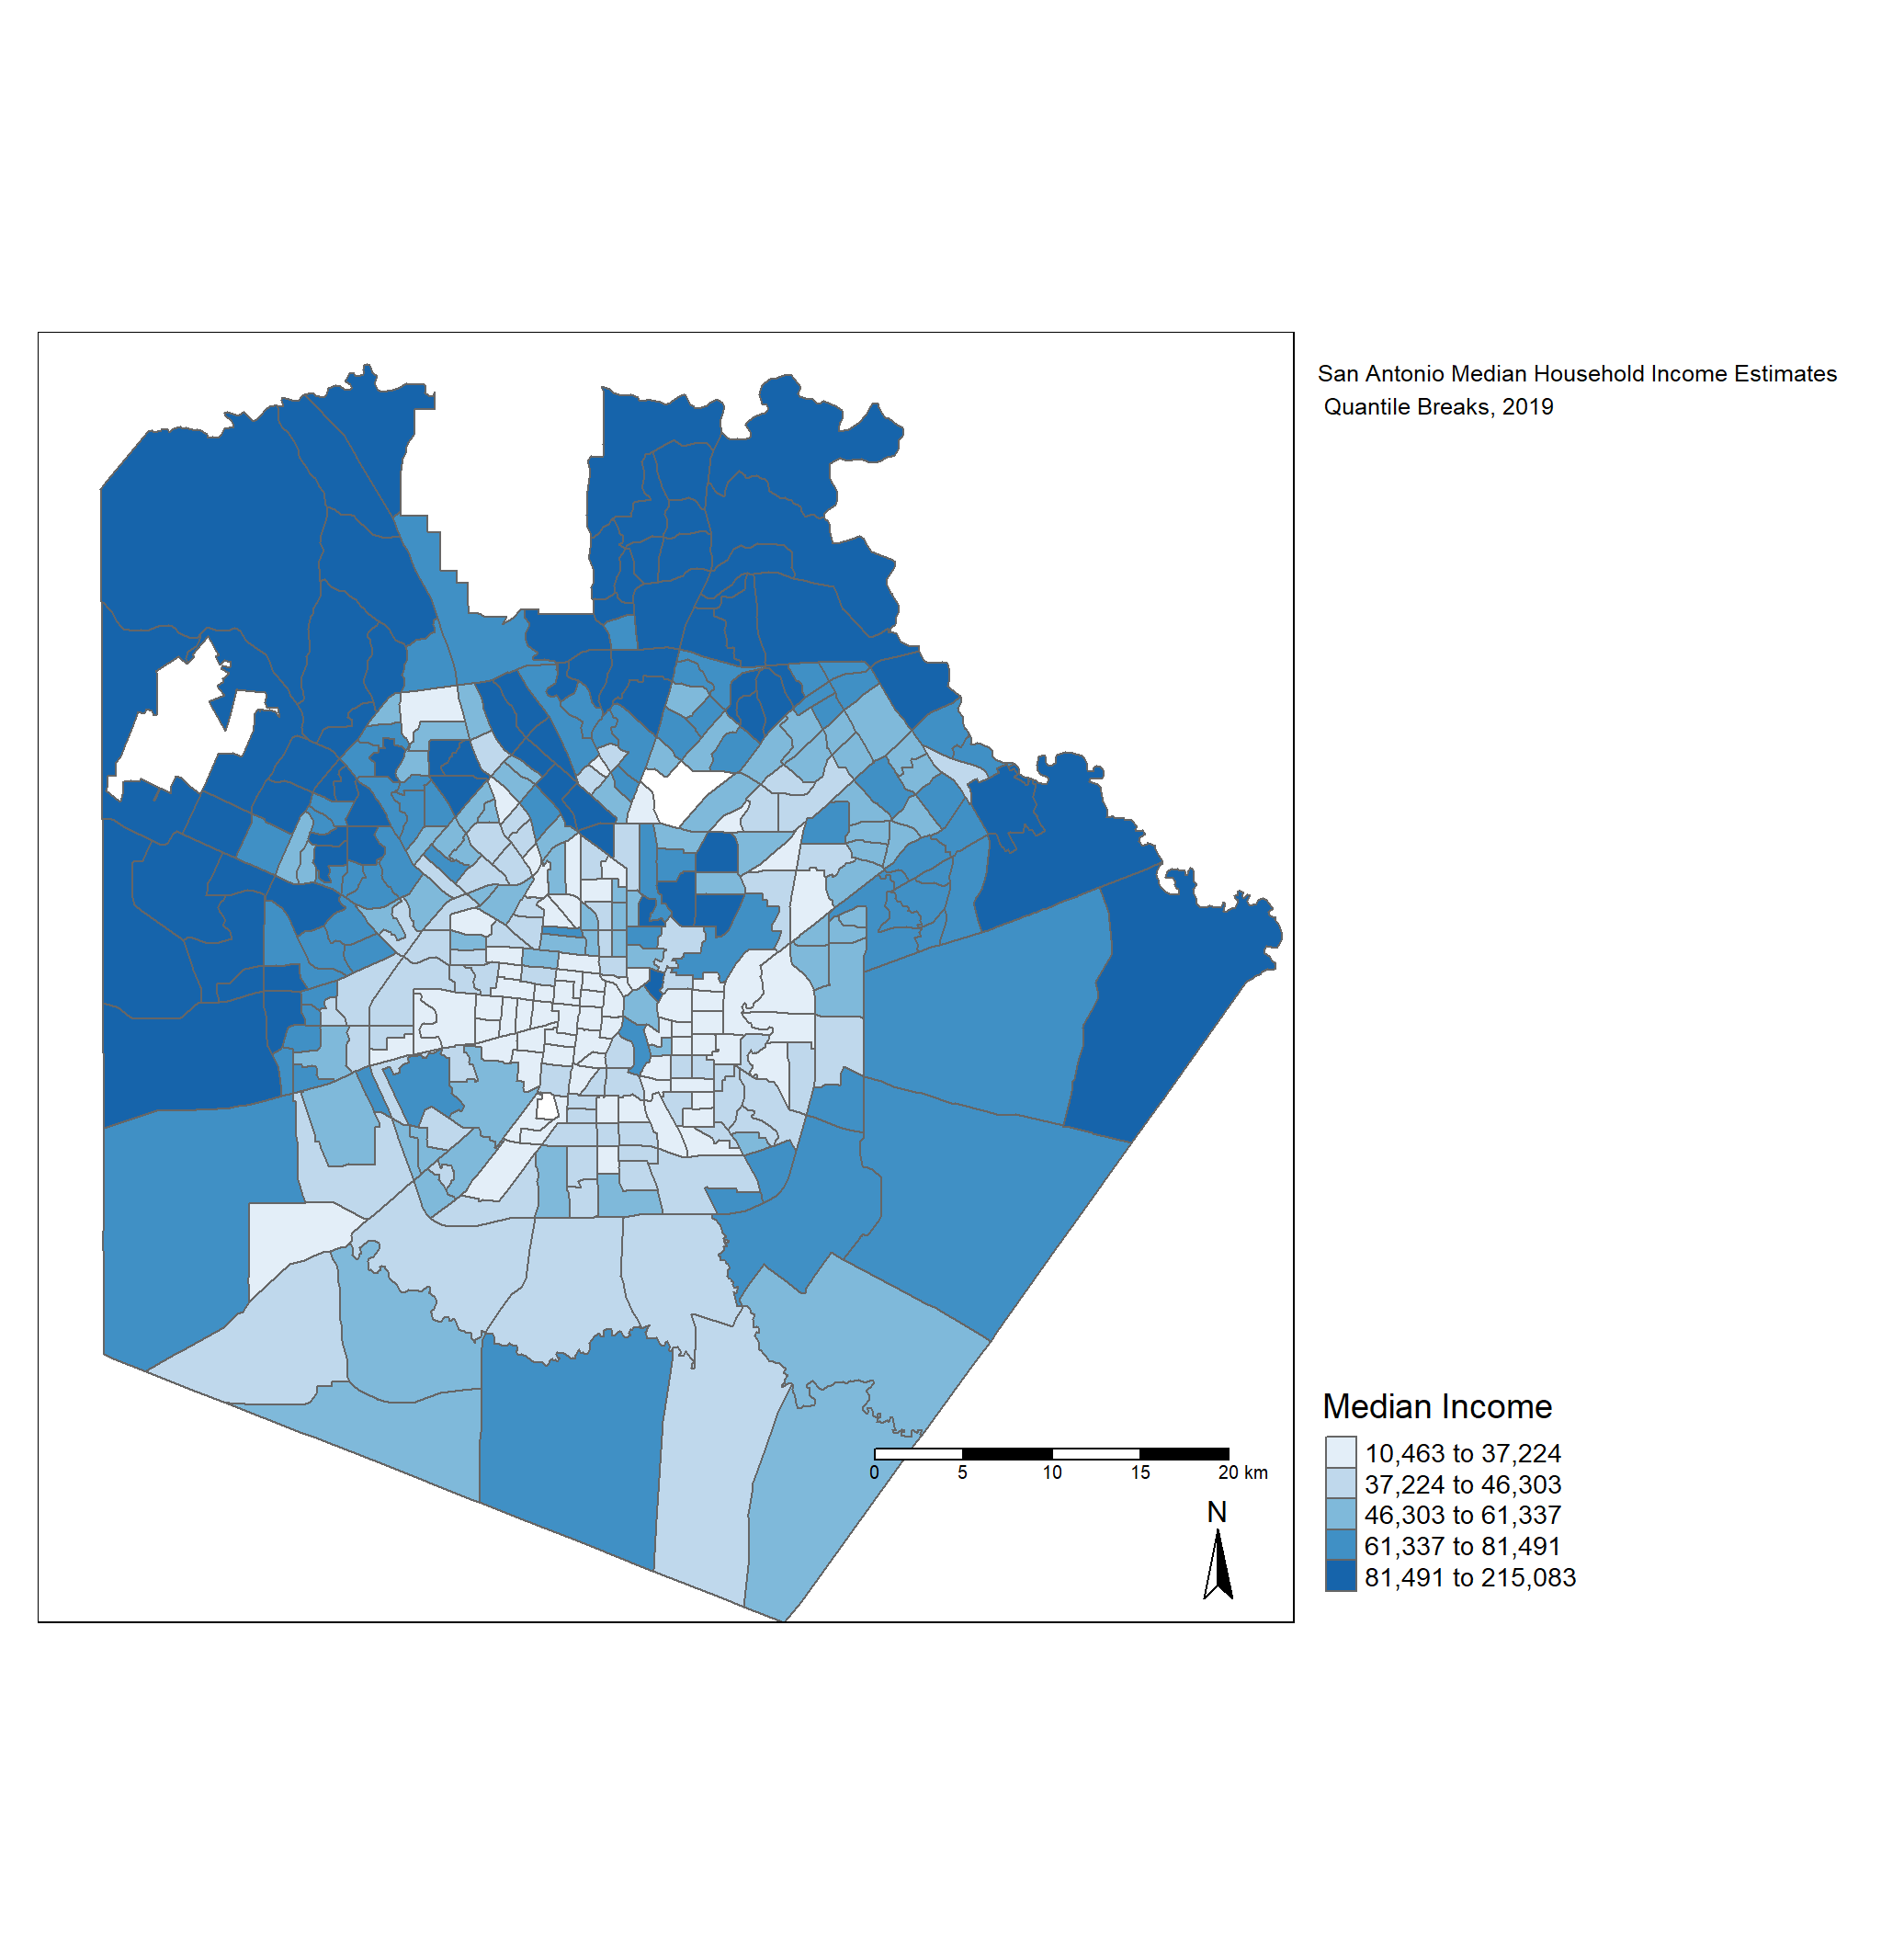 San Antonio Median Household Income Estimates
Quantile Breaks, 2019
Median Income
10,463 to 37,224
37,224 to 46,303
46,303 to 61,337
61,337 to 81,491
81,491 to 215,083
0 5 10 15 20 km
N